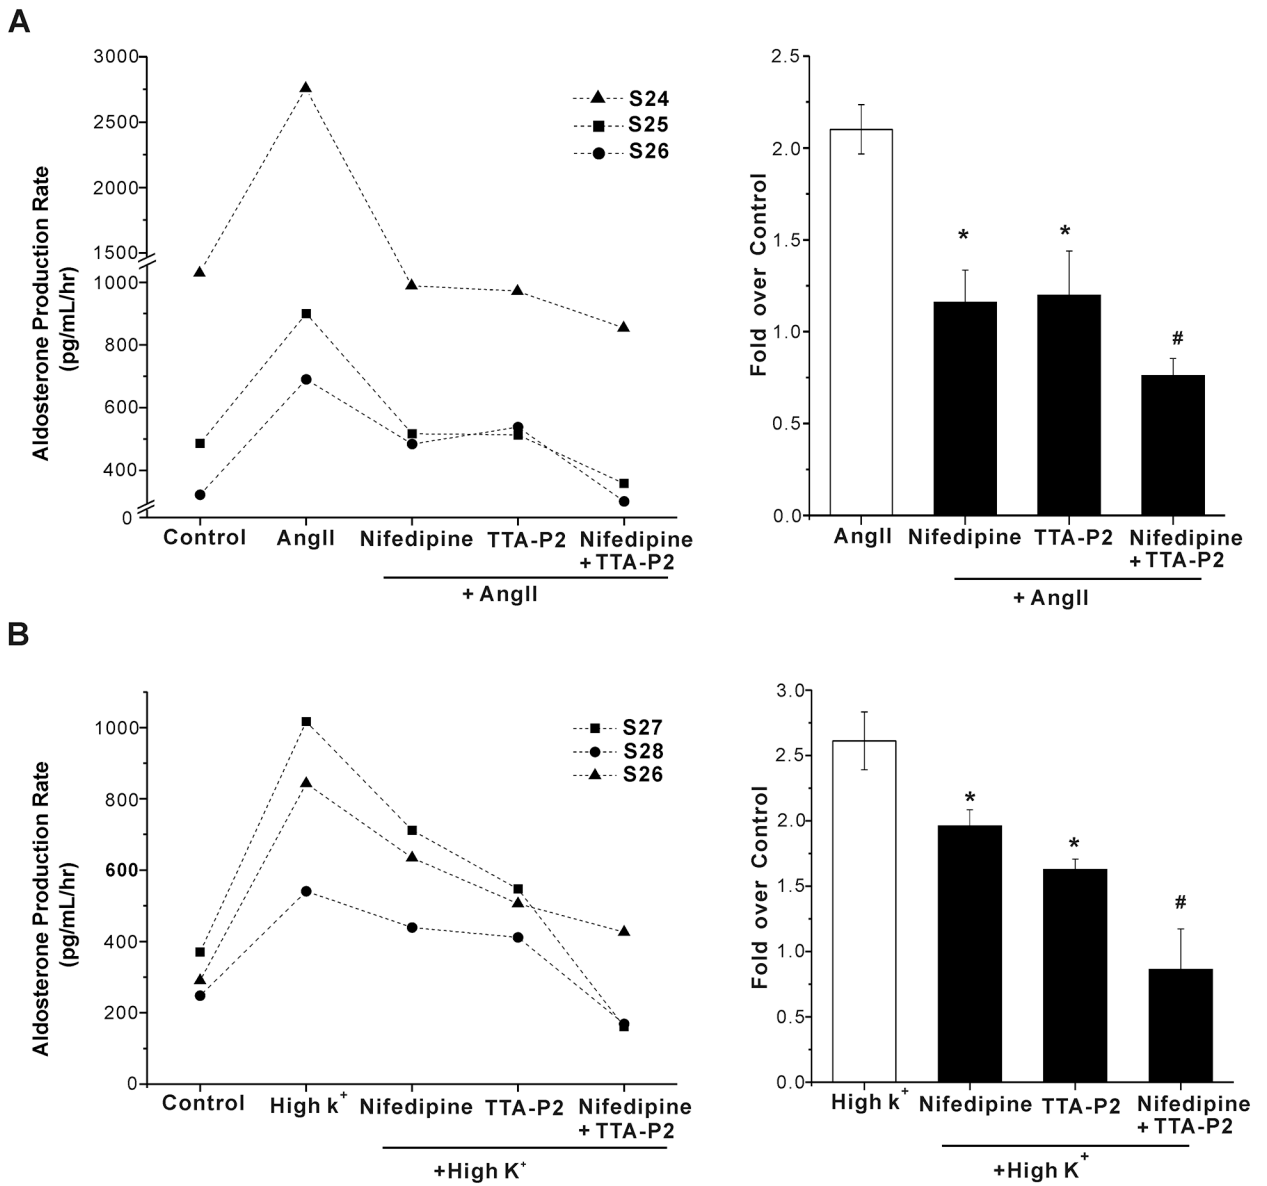 A
Aldosterone Production Rate
(pg/mL/hr)
3000
2500
2000
1500
1000
800
600
400
0
S24
S25
S26
Control
AngII
Nifedipine
TTA-P2
Nifedipine
+ TTA-P2
+ AngII
Fold over Control
2.5
2.0
1.5
1.0
0.5
0.0
*
*
#
AngII
Nifedipine
TTA-P2
Nifedipine
+ TTA-P2
+ AngII
B
Aldosterone Production Rate
(pg/mL/hr)
1000
800
600
400
200
0
S27
S28
S26
Control
High k+
Nifedipine
TTA-P2
Nifedipine
+ TTA-P2
+High K+
Fold over Control
3.0
2.5
2.0
1.5
1.0
0.5
0.0
*
*
#
High k+
Nifedipine
TTA-P2
Nifedipine
+ TTA-P2
+High K+